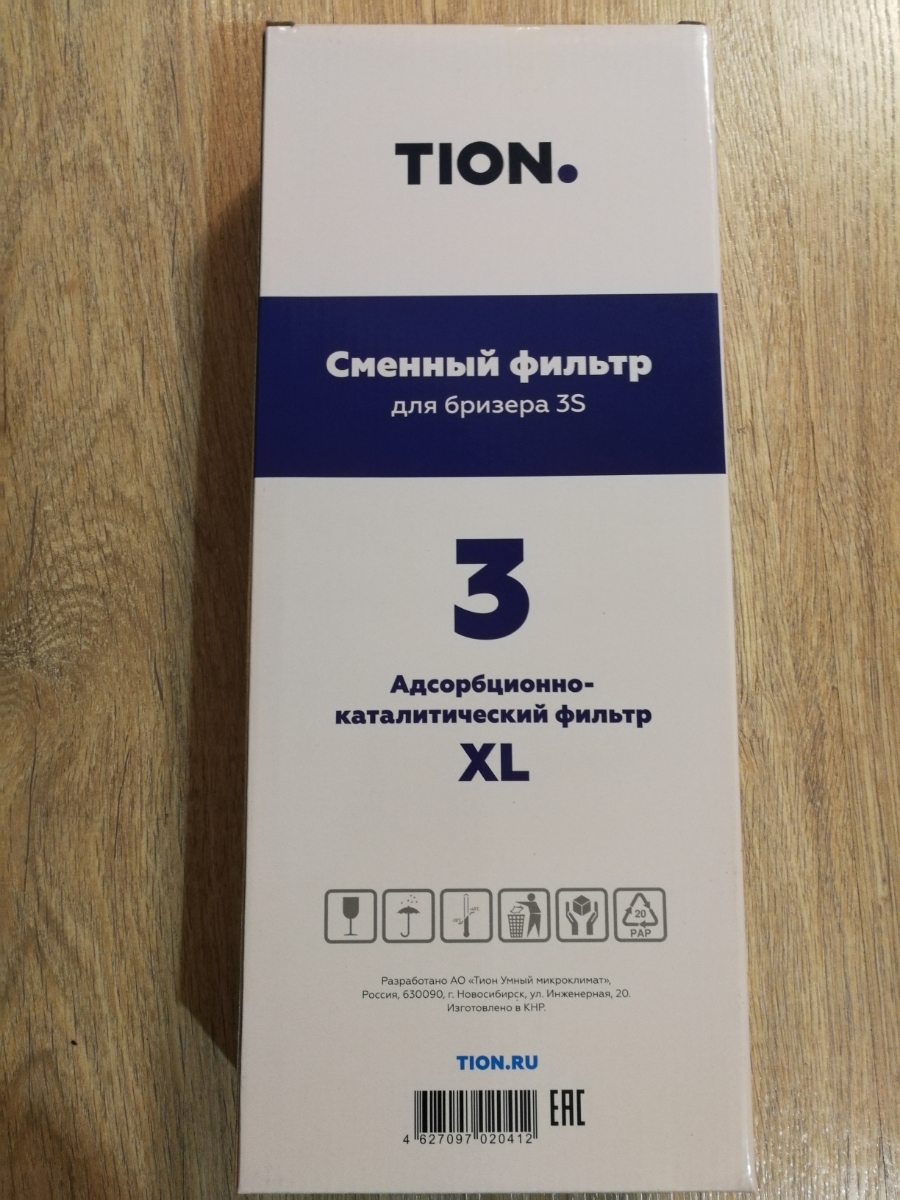 TION.
Сменный фильтр
для бризера 3S
3
Адсорбционно-
каталитический фильтр
XL
20
PAP
Разработано АО «Тион Умный микроклимат»,
Россия, 630090, г. Новосибирск, ул. Инженерная, 20.
Изготовлено в КНР.
TION.RU
EAC
4 627097 020412